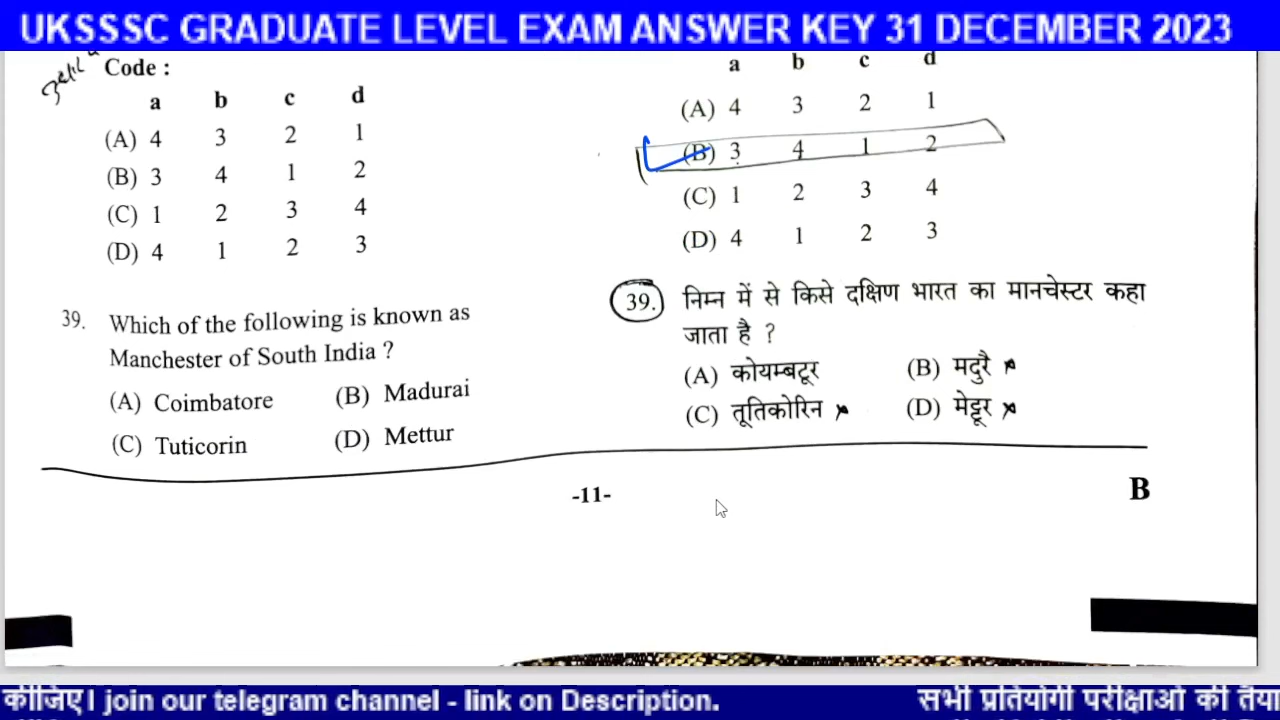 UKSSSC GRADUATE LEVEL EXAM ANSWER KEY 31 DECEMBER 2023
Code :
a b c d
(A) 4 3 2 1
(B) 3 4 1 2
(C) 1 2 3 4
(D) 4 1 2 3
39. Which of the following is known as
Manchester of South India ?
(A) Coimbatore (B) Madurai
(C) Tuticorin (D) Mettur
a b c d
(A) 4 3 2 1
(B) 3 4 1 2
(C) 1 2 3 4
(D) 4 1 2 3
39. निम्न में से किसे दक्षिण भारत का मानचेस्टर कहा
जाता है ?
(A) कोयम्बटूर (B) मदुरै
(C) तूतिकोरिन (D) मेट्टूर
-11-
B
कीजिए। join our telegram channel - link on Description.
सभी प्रतियोगी परीक्षाओ की तैया